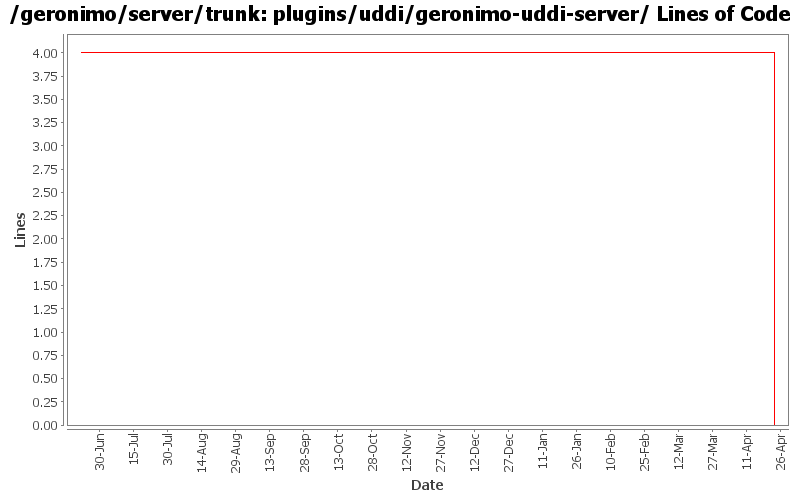 /geronimo/server/trunk: plugins/uddi/geronimo-uddi-server/ Lines of Code
4.00
3.75
3.50
3.25
3.00
2.75
2.50
2.25
2.00
1.75
1.50
1.25
1.00
0.75
0.50
0.25
0.00
Lines
30-Jun
15-Jul
30-Jul
14-Aug
29-Aug
13-Sep
28-Sep
13-Oct
28-Oct
12-Nov
27-Nov
12-Dec
27-Dec
11-Jan
26-Jan
10-Feb
25-Feb
12-Mar
27-Mar
11-Apr
26-Apr
Date